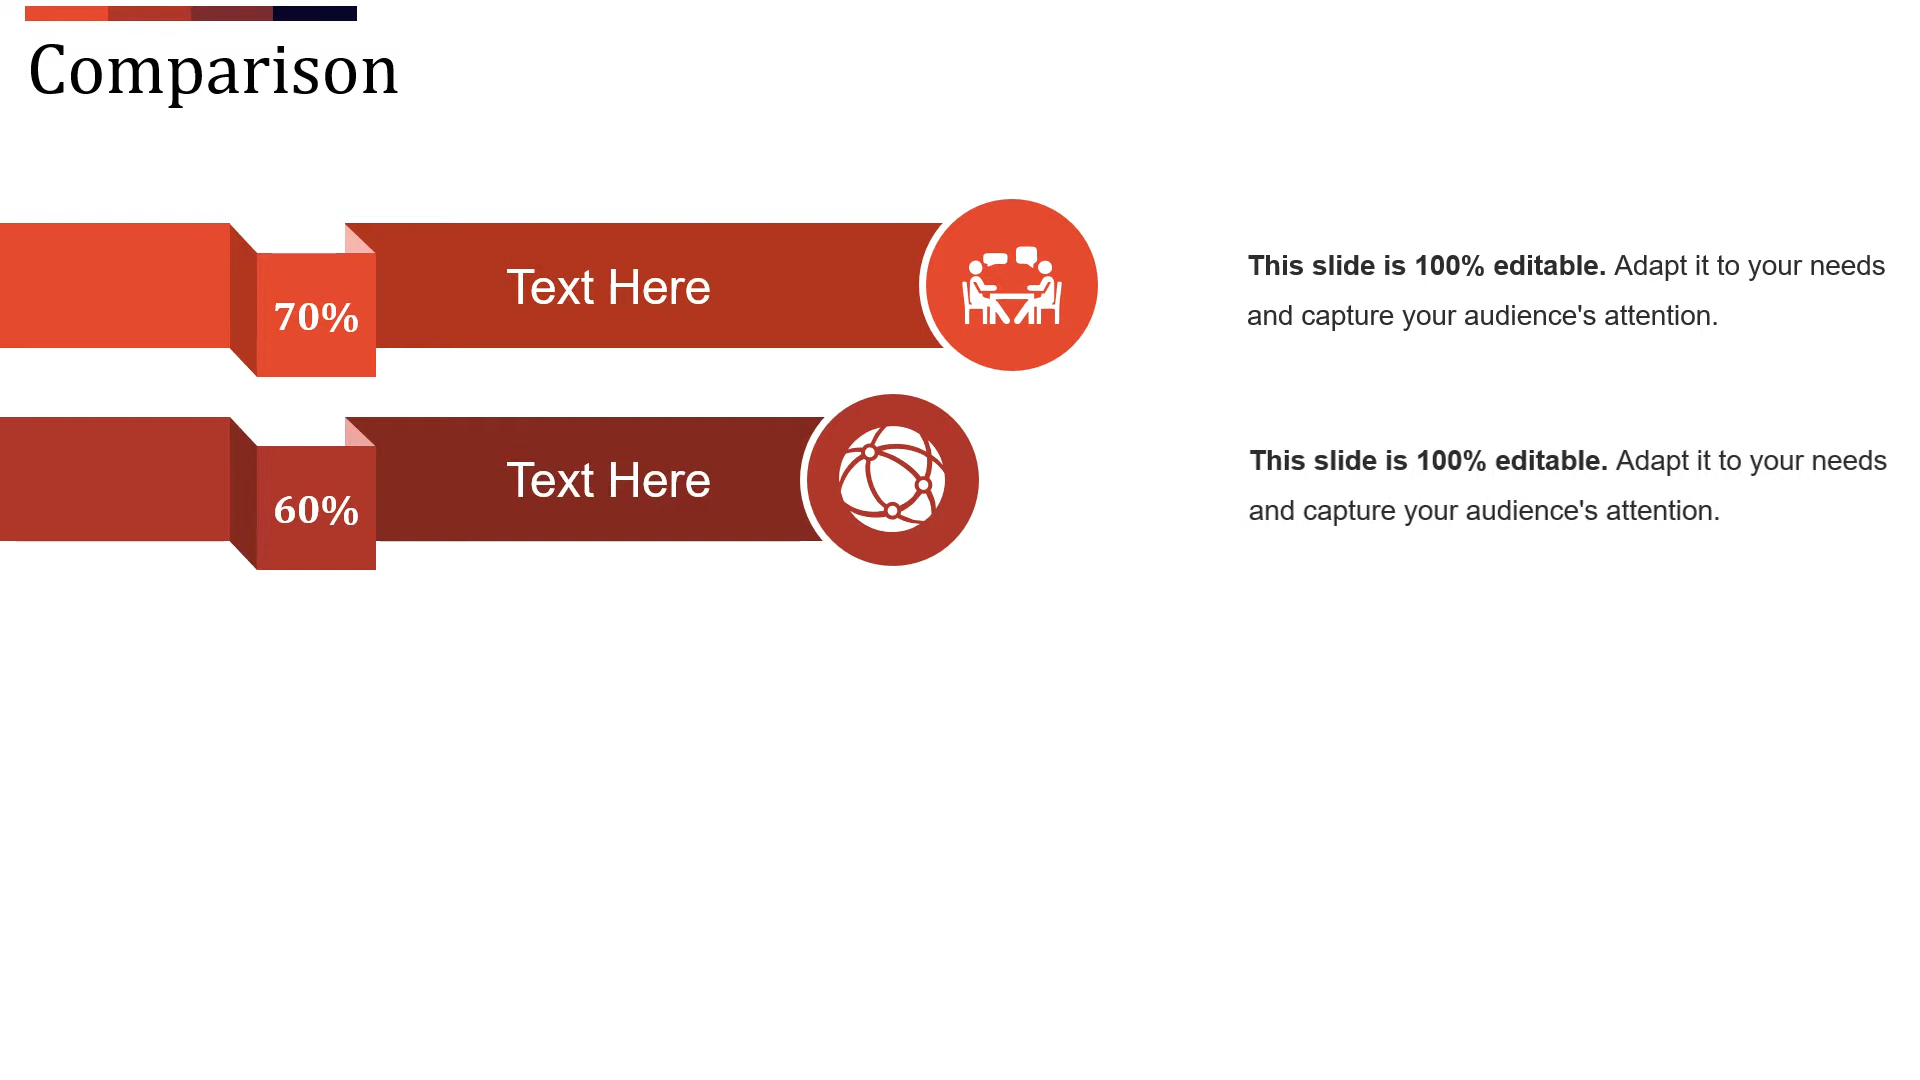 Comparison
70%
Text Here
This slide is 100% editable. Adapt it to your needs
and capture your audience's attention.
60%
Text Here
This slide is 100% editable. Adapt it to your needs
and capture your audience's attention.